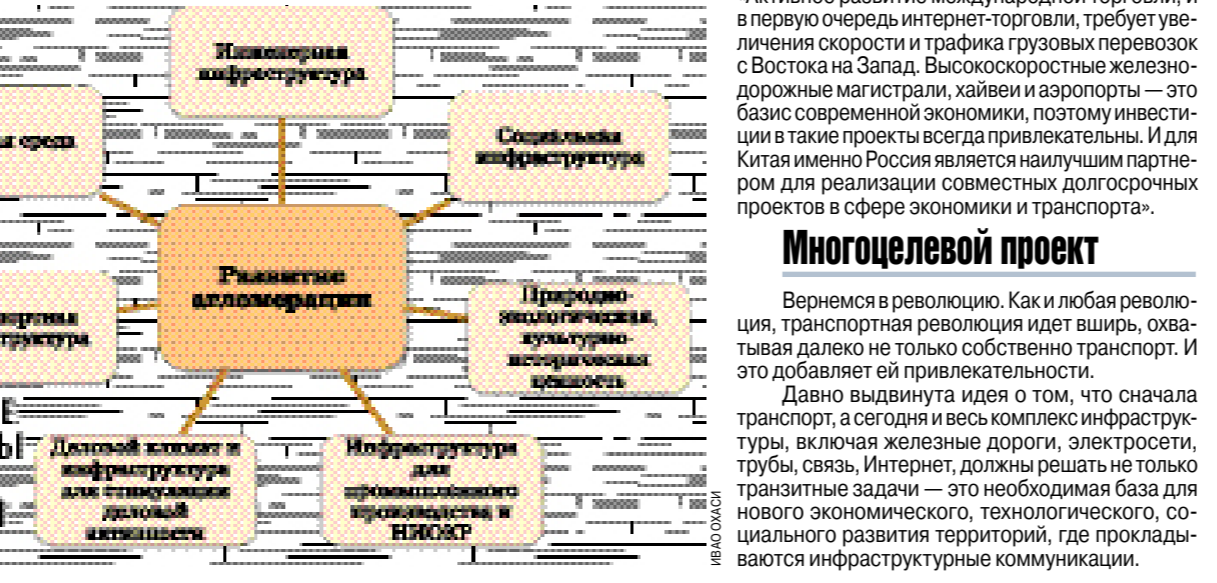 Инженерная
инфраструктура
среда
Социальная
инфраструктура
Развитие
агломерации
Природно-
экологическая,
культурно-
историческая
ценность
Деловой климат и
инфраструктура
для стимуляции
деловой
активности
Инфраструктура
для
промышленного
производства и
НИОКР
ИВАО ОХАСИ
«Активное развитие международной торговли, и
в первую очередь интернет-торговли, требует уве-
личения скорости и трафика грузовых перевозок
с Востока на Запад. Высокоскоростные железно-
дорожные магистрали, хайвеи и аэропорты — это
базис современной экономики, поэтому инвести-
ции в такие проекты всегда привлекательны. И для
Китая именно Россия является наилучшим партне-
ром для реализации совместных долгосрочных
проектов в сфере экономики и транспорта».
Многоцелевой проект
Вернемся в революцию. Как и любая револю-
ция, транспортная революция идет вширь, охва-
тывая далеко не только собственно транспорт. И
это добавляет ей привлекательности.
Давно выдвинута идея о том, что сначала
транспорт, а сегодня и весь комплекс инфраструк-
туры, включая железные дороги, электросети,
трубы, связь, Интернет, должны решать не только
транзитные задачи — это необходимая база для
нового экономического, технологического, со-
циального развития территорий, где проклады-
ваются инфраструктурные коммуникации.